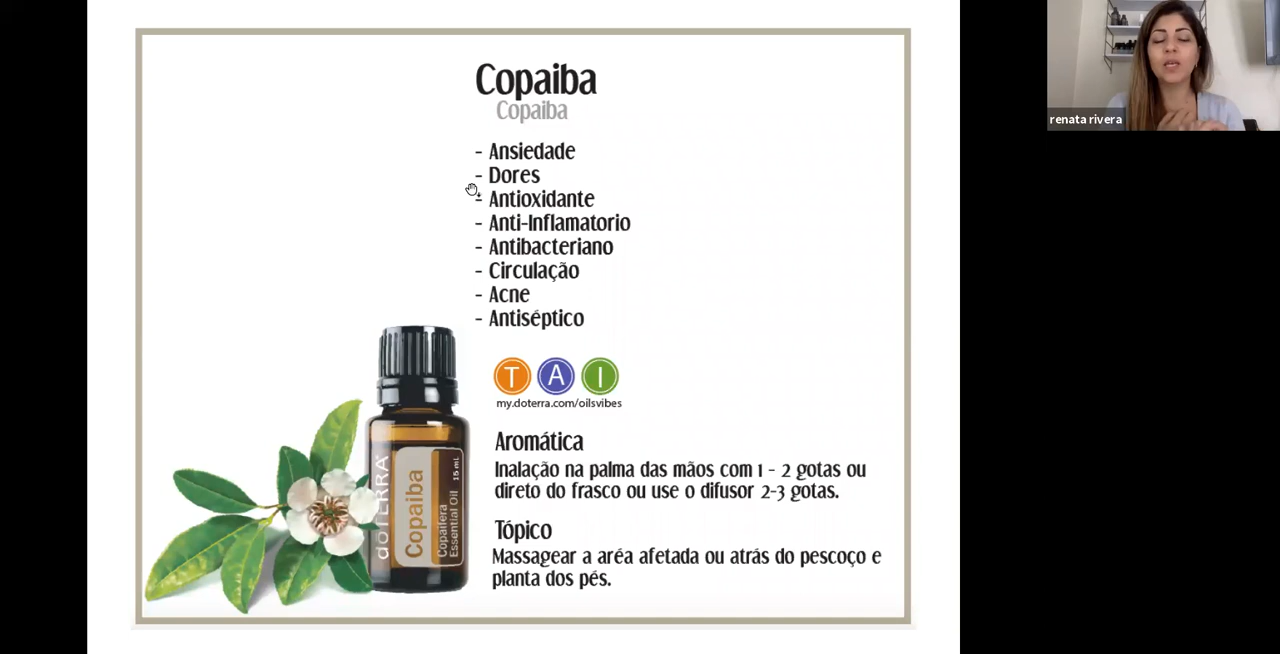 Copaiba
Copaiba
- Ansiedade
- Dores
- Antioxidante
- Anti-Inflamatorio
- Antibacteriano
- Circulação
- Acne
- Antiséptico
T A I
my.doterra.com/oilsvibes
Aromática
Inalação na palma das mãos com 1 - 2 gotas ou
direto do frasco ou use o difusor 2-3 gotas.
Tópico
Massagear a aréa afetada ou atrás do pescoço e
planta dos pés.
dōTERRA
Copaiba
Copaifera
Essential Oil 15 mL
renata rivera